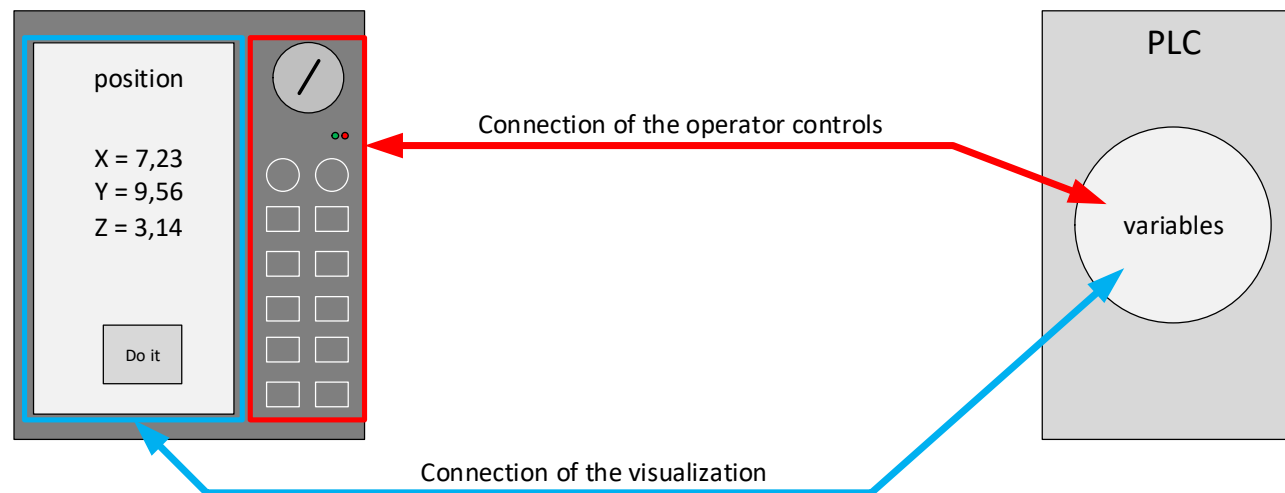 position
X = 7,23
Y = 9,56
Z = 3,14
Do it
Connection of the operator controls
Connection of the visualization
PLC
variables